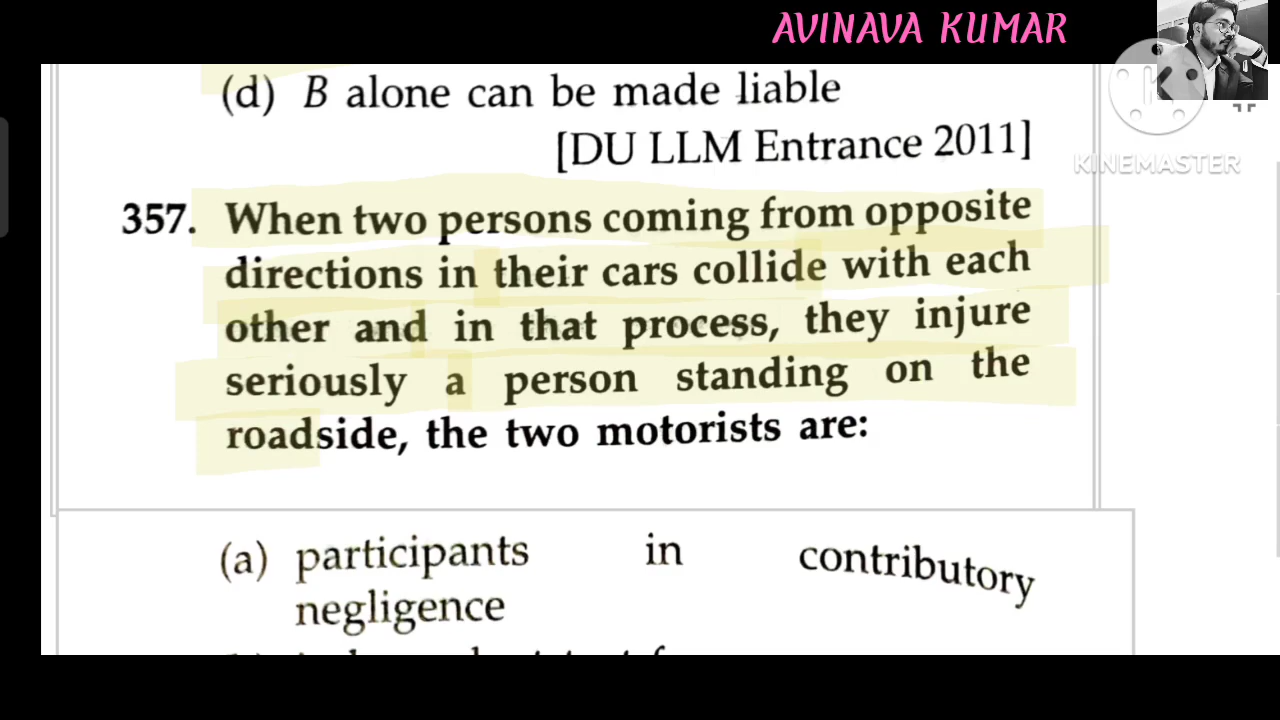 AVINAVA KUMAR
(d) B alone can be made liable
KINEMASTER
[DU LLM Entrance 2011]
357. When two persons coming from opposite
directions in their cars collide with each
other and in that process, they injure
seriously a person standing on the
roadside, the two motorists are:
(a) participants in contributory
negligence